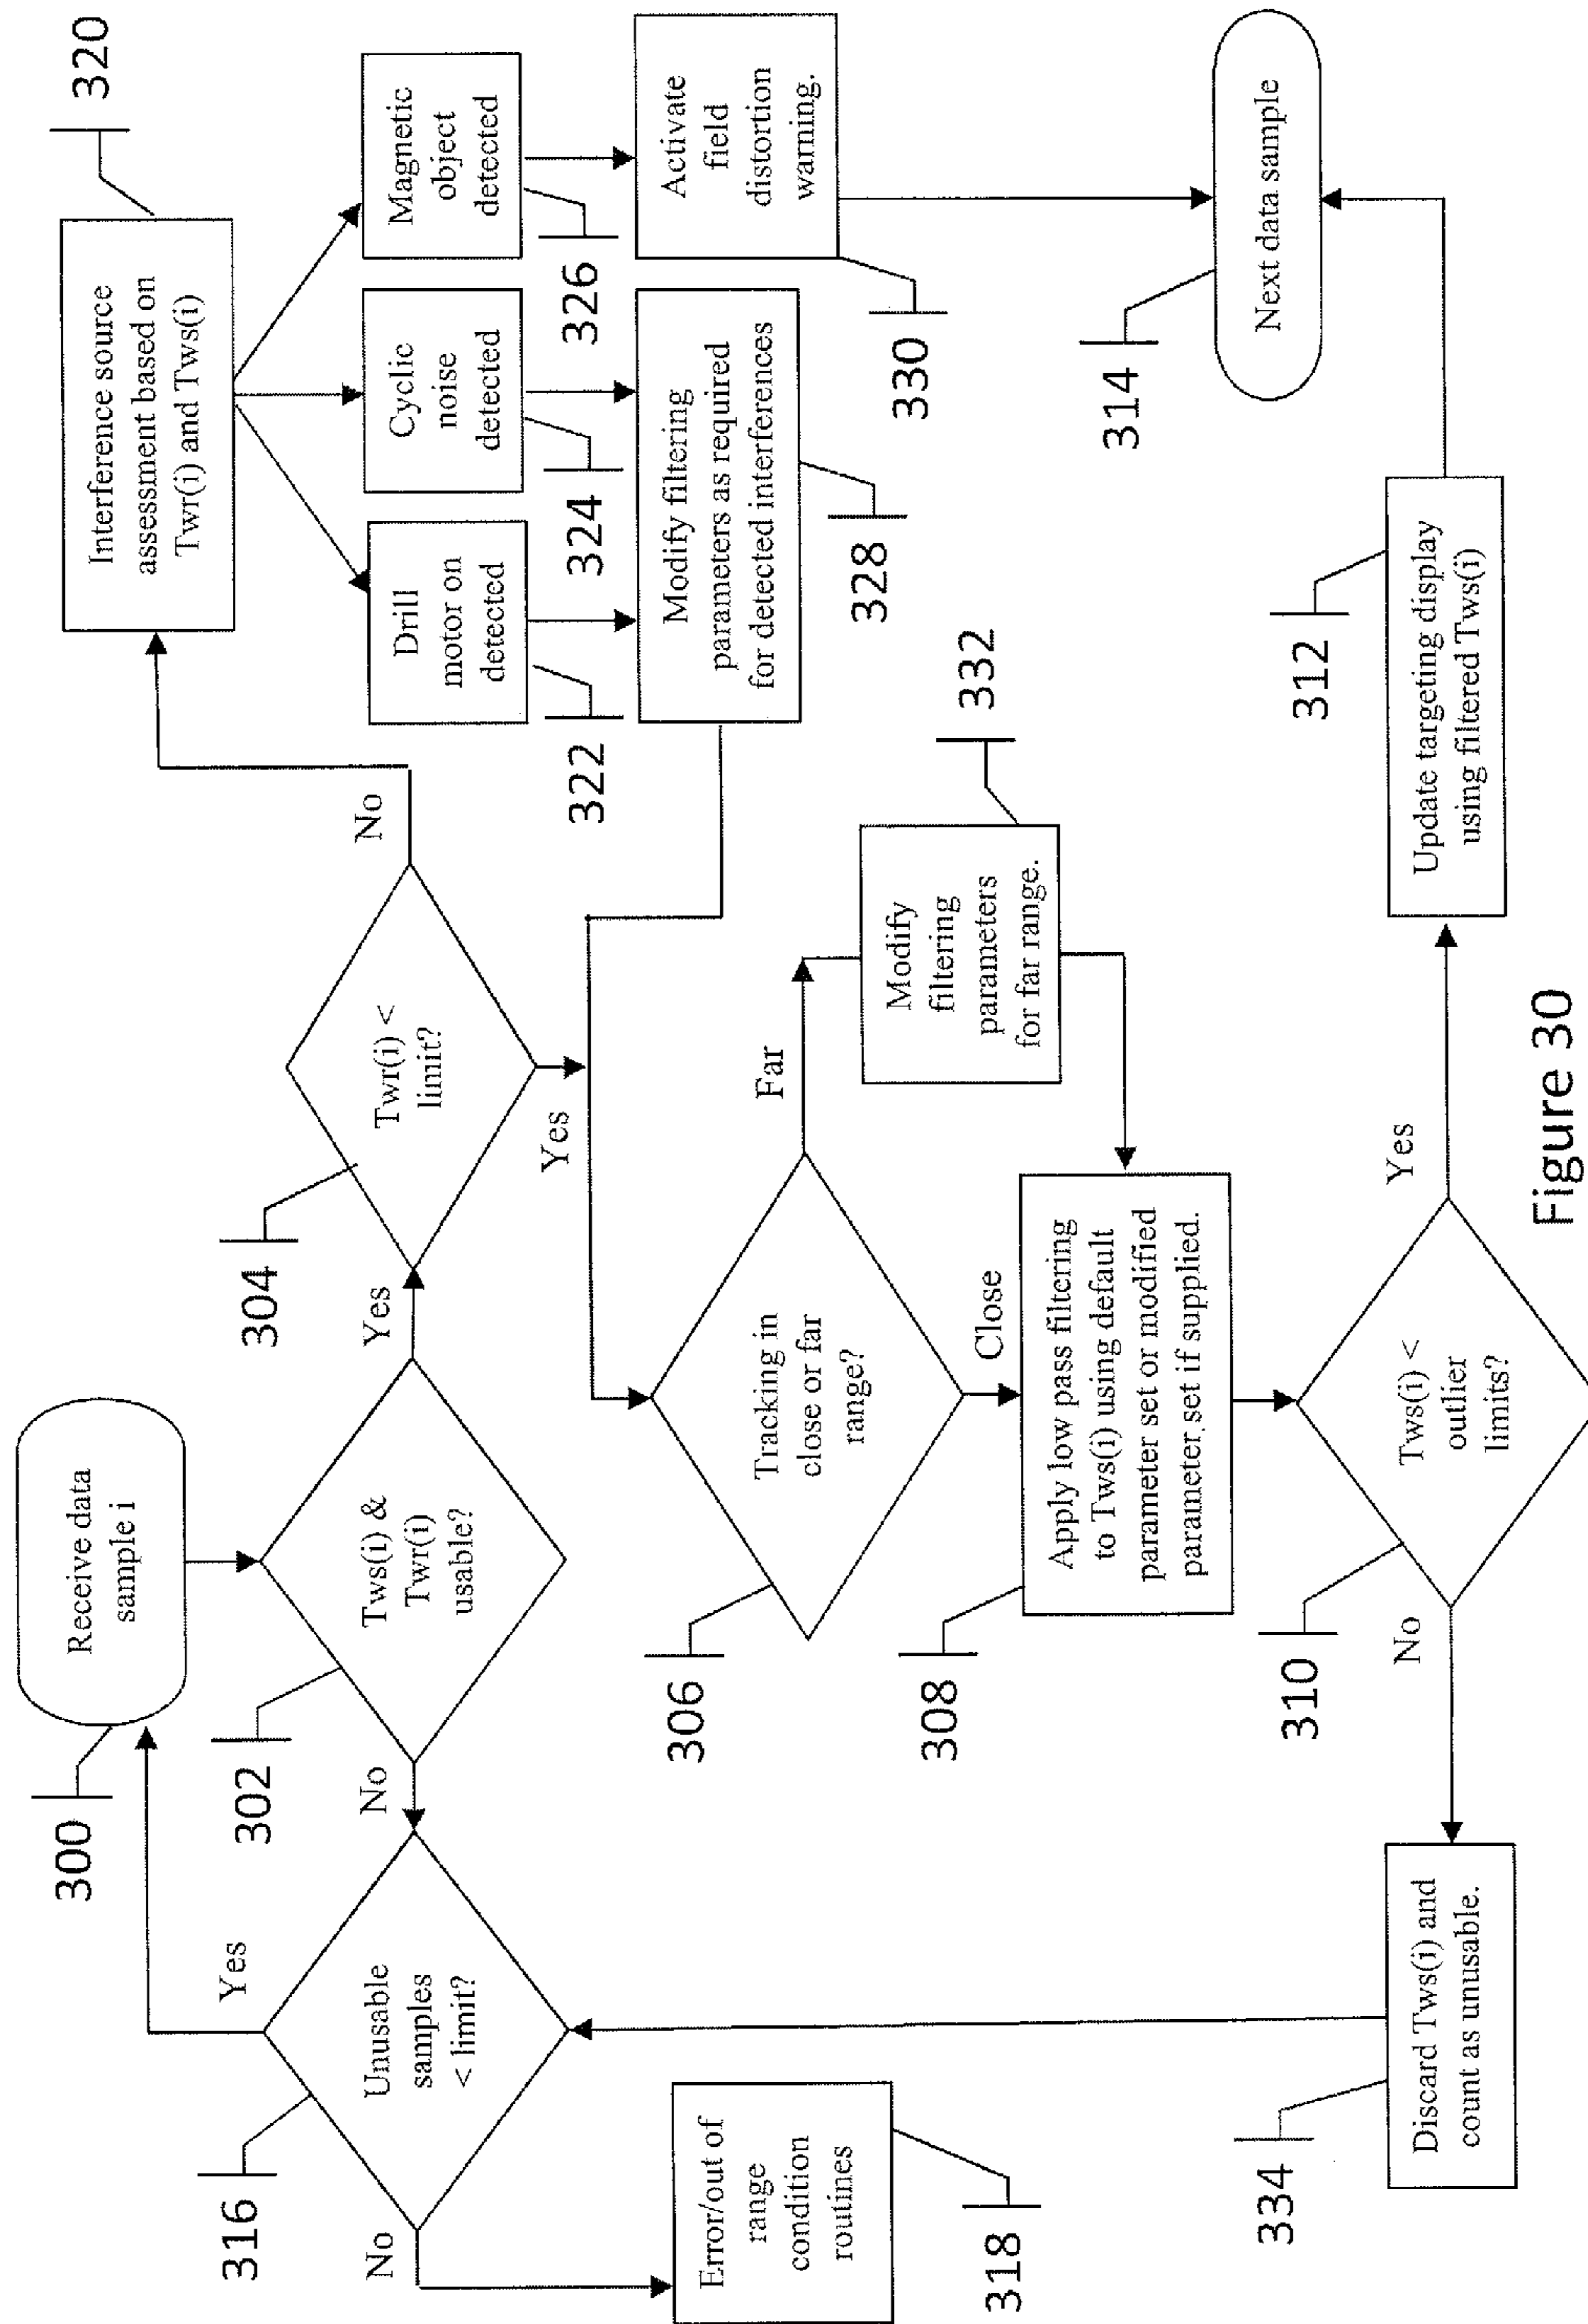 300
Receive data
sample i
302
Tws(i) &
Twr(i)
usable?
Yes
No
316
Unusable
samples
< limit?
Yes
No
Error/out of
range
condition
routines
318
304
Twr(i) <
limit?
No
Yes
320
Interference source
assessment based on
Twr(i) and Tws(i)
Drill
motor on
detected
322
Cyclic
noise
detected
324
Magnetic
object
detected
326
Modify filtering
parameters as required
for detected interferences
328
Activate
field
distortion
warning.
330
306
Tracking in
close or far
range?
Far
Close
Modify
filtering
parameters
for far range.
332
308
Apply low pass filtering
to Tws(i) using default
parameter set or modified
parameter set if supplied.
310
Tws(i) <
outlier
limits?
Yes
No
334
Discard Tws(i) and
count as unusable.
312
Update targeting display
using filtered Tws(i)
314
Next data sample
Figure 30